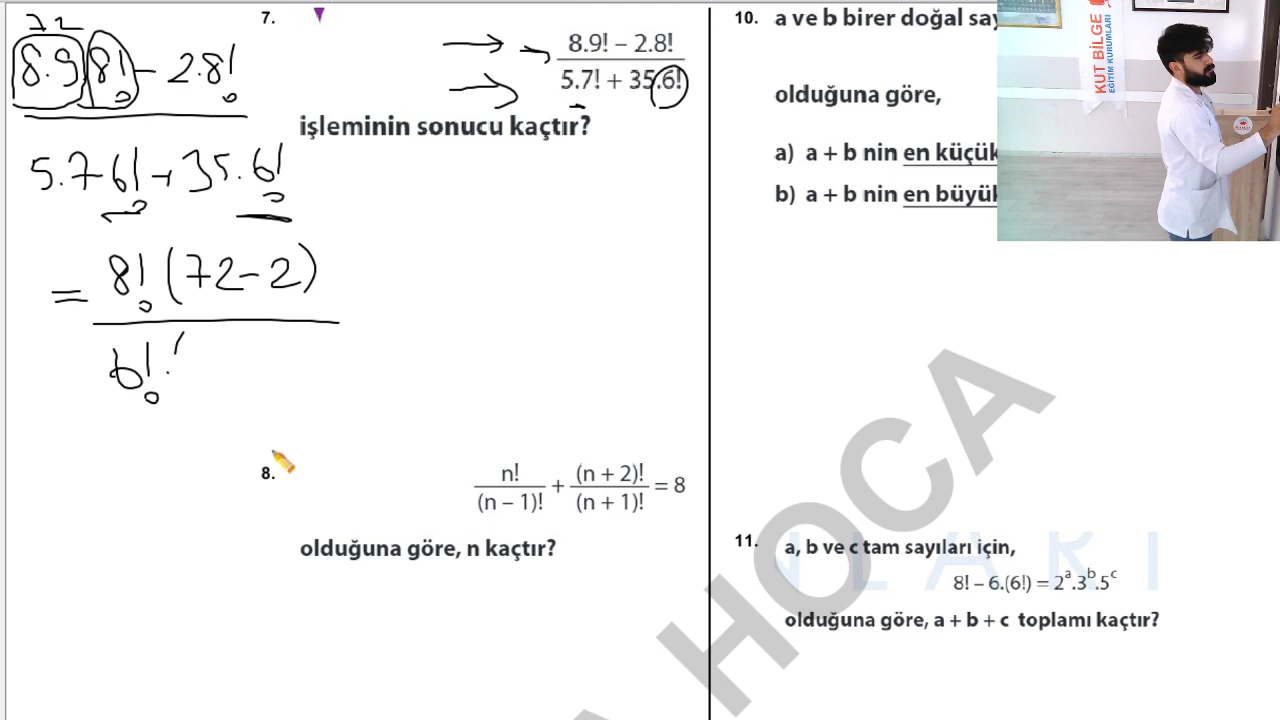 72
8.9 8! - 2.8!
5.7 6! + 35.6!
= 8! (72 - 2)
6! . (
7.
8.9! – 2.8!
5.7! + 35.6!
işleminin sonucu kaçtır?
8.
n! / (n – 1)! + (n + 2)! / (n + 1)! = 8
olduğuna göre, n kaçtır?
10. a ve b birer doğal say
olduğuna göre,
a) a + b nin en küçük
b) a + b nin en büyük
11. a, b ve c tam sayıları için,
8! – 6.(6!) = 2^a.3^b.5^c
olduğuna göre, a + b + c toplamı kaçtır?
HOCA
NLARI
KUT BİLGE
EĞİTİM KURUMLARI